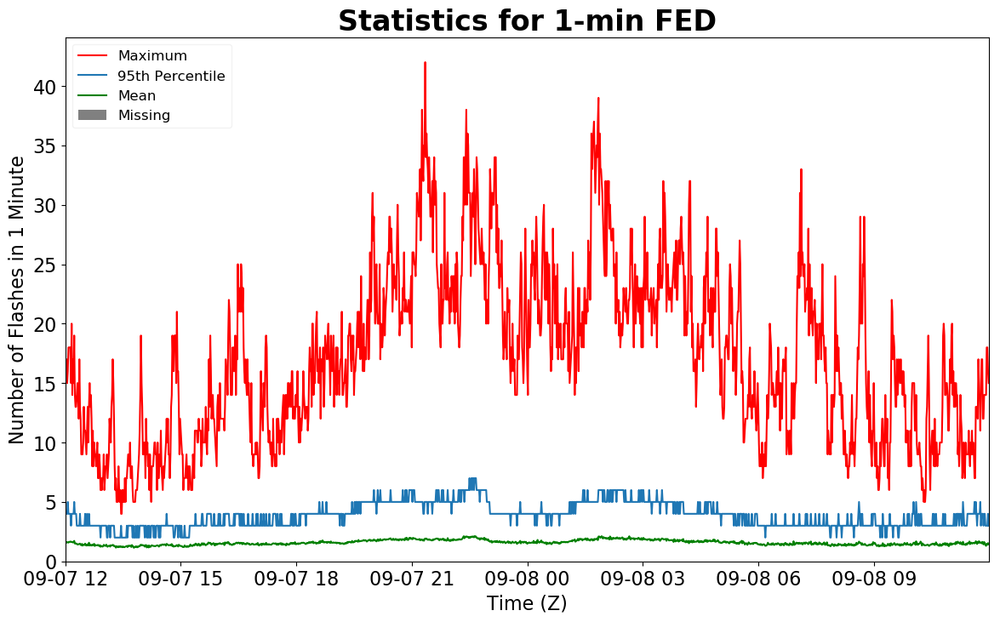 Statistics for 1-min FED
Maximum
95th Percentile
Mean
Missing
Number of Flashes in 1 Minute
40
35
30
25
20
15
10
5
0
09-07 12 09-07 15 09-07 18 09-07 21 09-08 00 09-08 03 09-08 06 09-08 09
Time (Z)